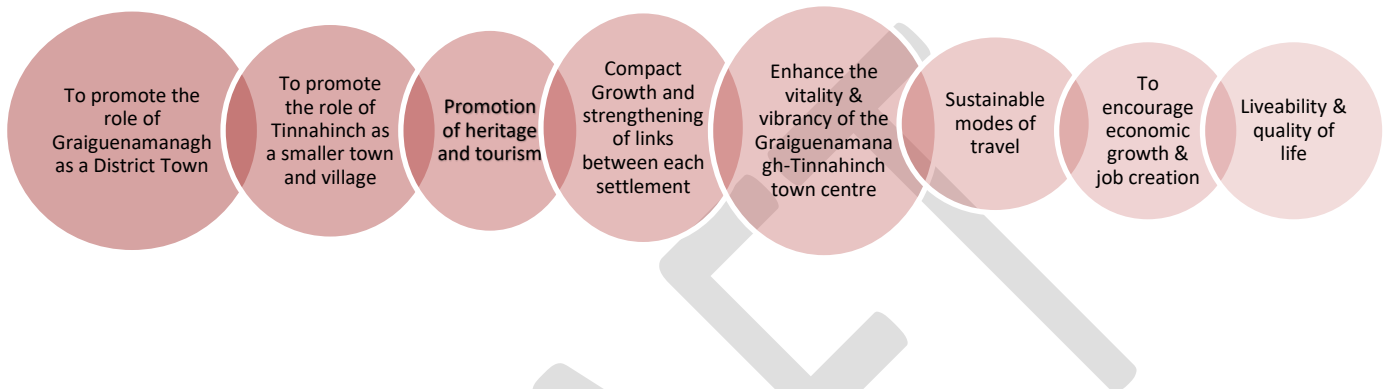 To promote the
role of
Graiguenamanagh
as a District Town
To promote
the role of
Tinnahinch as
a smaller town
and village
Promotion
of heritage
and tourism
Compact
Growth and
strengthening
of links
between each
settlement
Enhance the
vitality &
vibrancy of the
Graiguenamana
gh-Tinnahinch
town centre
Sustainable
modes of
travel
To
encourage
economic
growth &
job creation
Liveability &
quality of
life